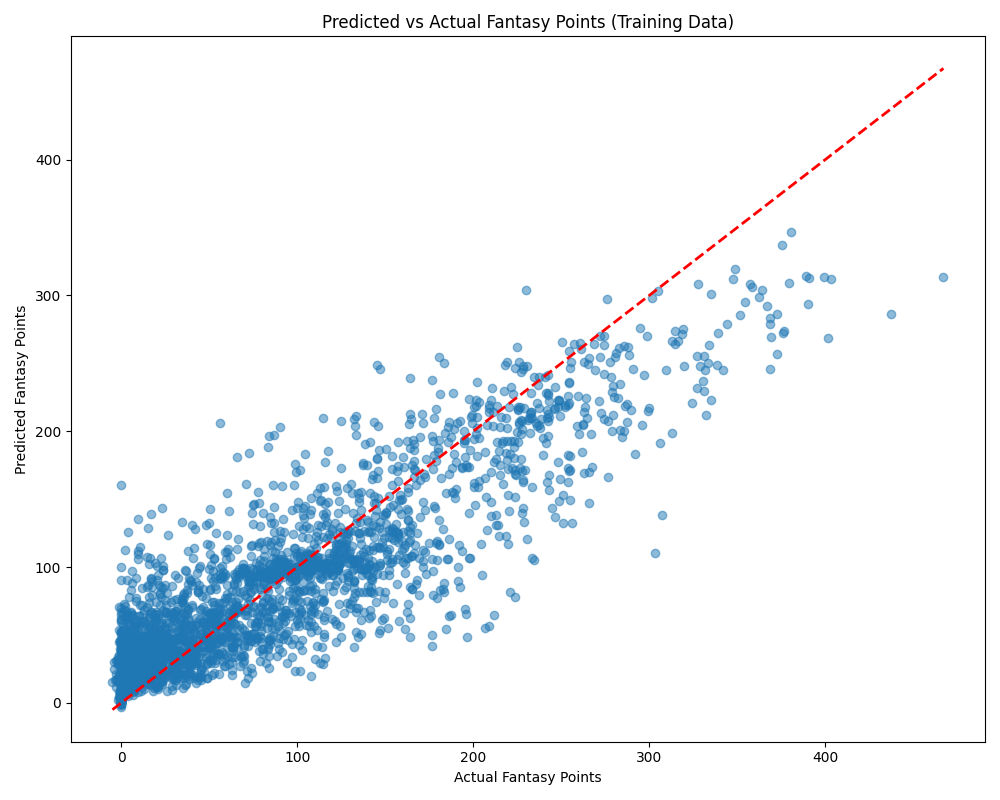 Predicted vs Actual Fantasy Points (Training Data)
Predicted Fantasy Points
400
300
200
100
0
0 100 200 300 400
Actual Fantasy Points